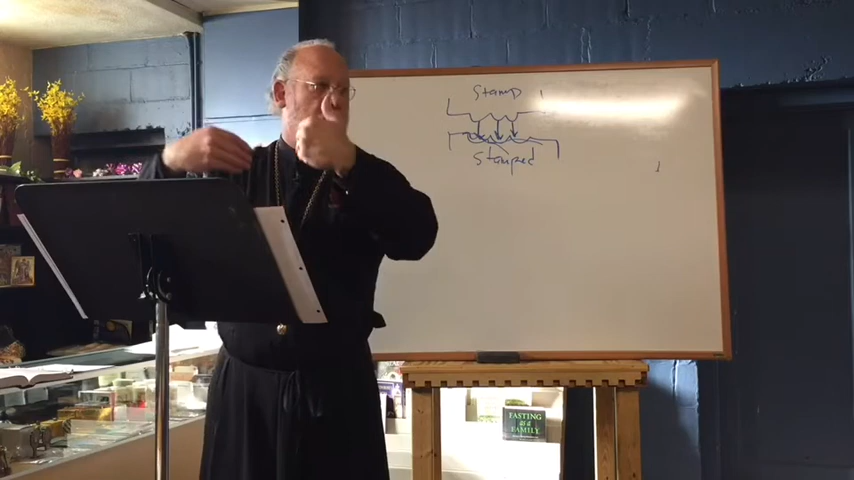 Stamp
Stamped
FASTING
as a
FAMILY